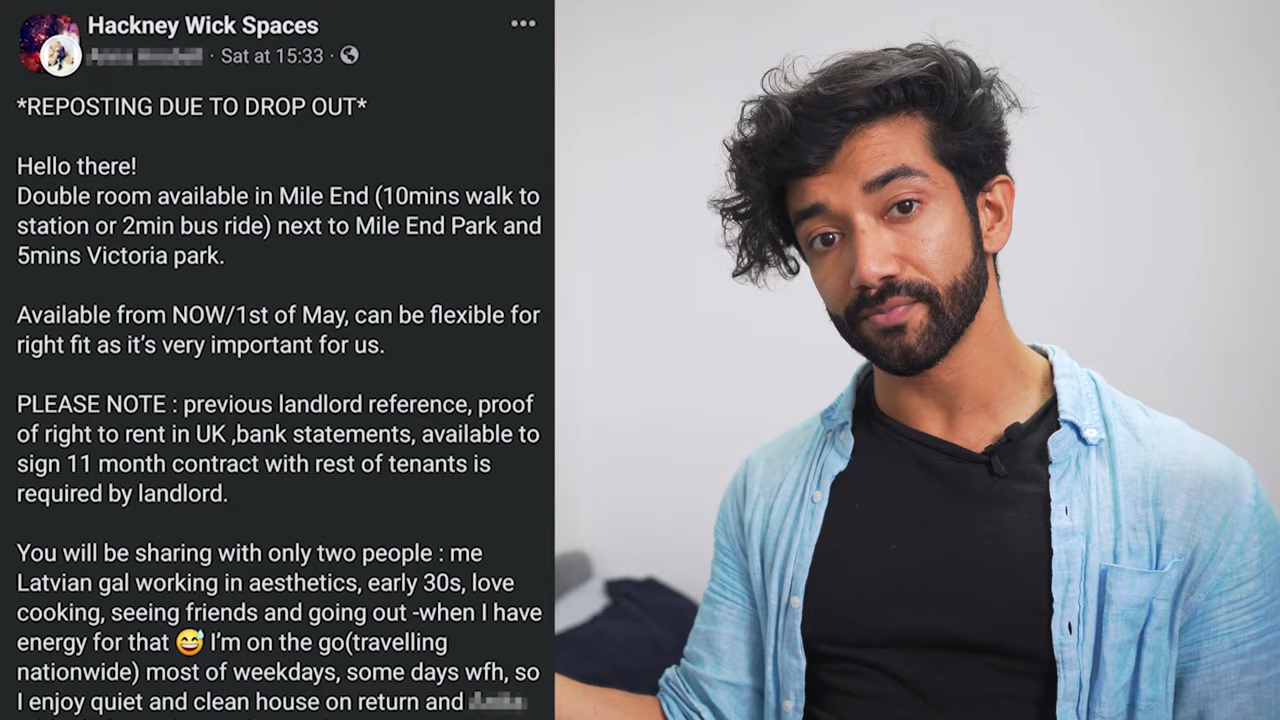 Hackney Wick Spaces
· Sat at 15:33 ·
*REPOSTING DUE TO DROP OUT*
Hello there!
Double room available in Mile End (10mins walk to
station or 2min bus ride) next to Mile End Park and
5mins Victoria park.
Available from NOW/1st of May, can be flexible for
right fit as it’s very important for us.
PLEASE NOTE : previous landlord reference, proof
of right to rent in UK ,bank statements, available to
sign 11 month contract with rest of tenants is
required by landlord.
You will be sharing with only two people : me
Latvian gal working in aesthetics, early 30s, love
cooking, seeing friends and going out -when I have
energy for that 😅 I’m on the go(travelling
nationwide) most of weekdays, some days wfh, so
I enjoy quiet and clean house on return and